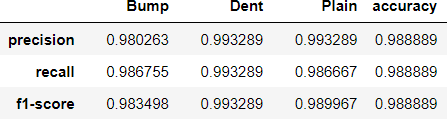 Bump Dent Plain accuracy
precision 0.980263 0.993289 0.993289 0.988889
recall 0.986755 0.993289 0.986667 0.988889
f1-score 0.983498 0.993289 0.989967 0.988889